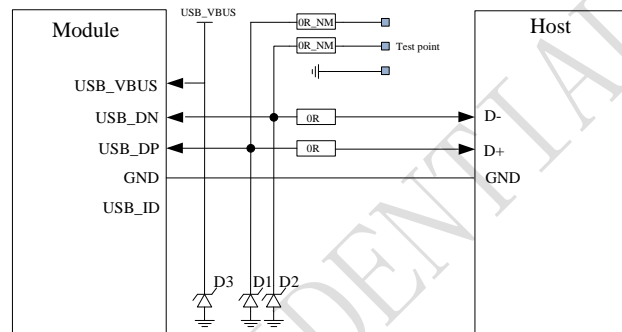 USB_VBUS
Module
Host
0R_NM
0R_NM
Test point
USB_VBUS
USB_DN
0R
D-
USB_DP
0R
D+
GND
GND
USB_ID
D3
D1
D2